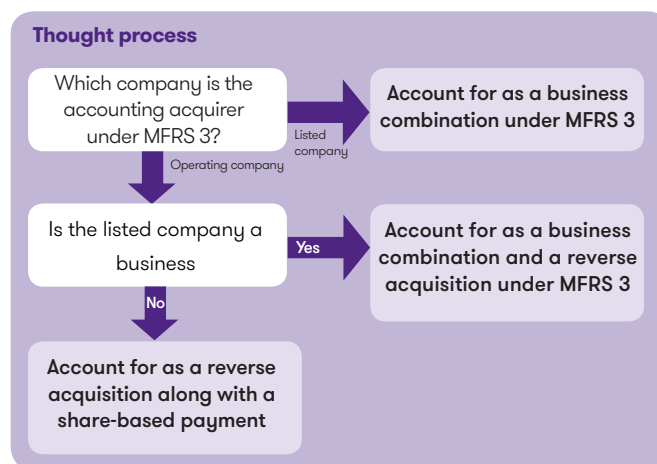 Thought process
Which company is the
accounting acquirer
under MFRS 3?
Listed
company
Account for as a business
combination under MFRS 3
Operating company
Is the listed company a
business
Yes
Account for as a business
combination and a reverse
acquisition under MFRS 3
No
Account for as a reverse
acquisition along with a
share-based payment